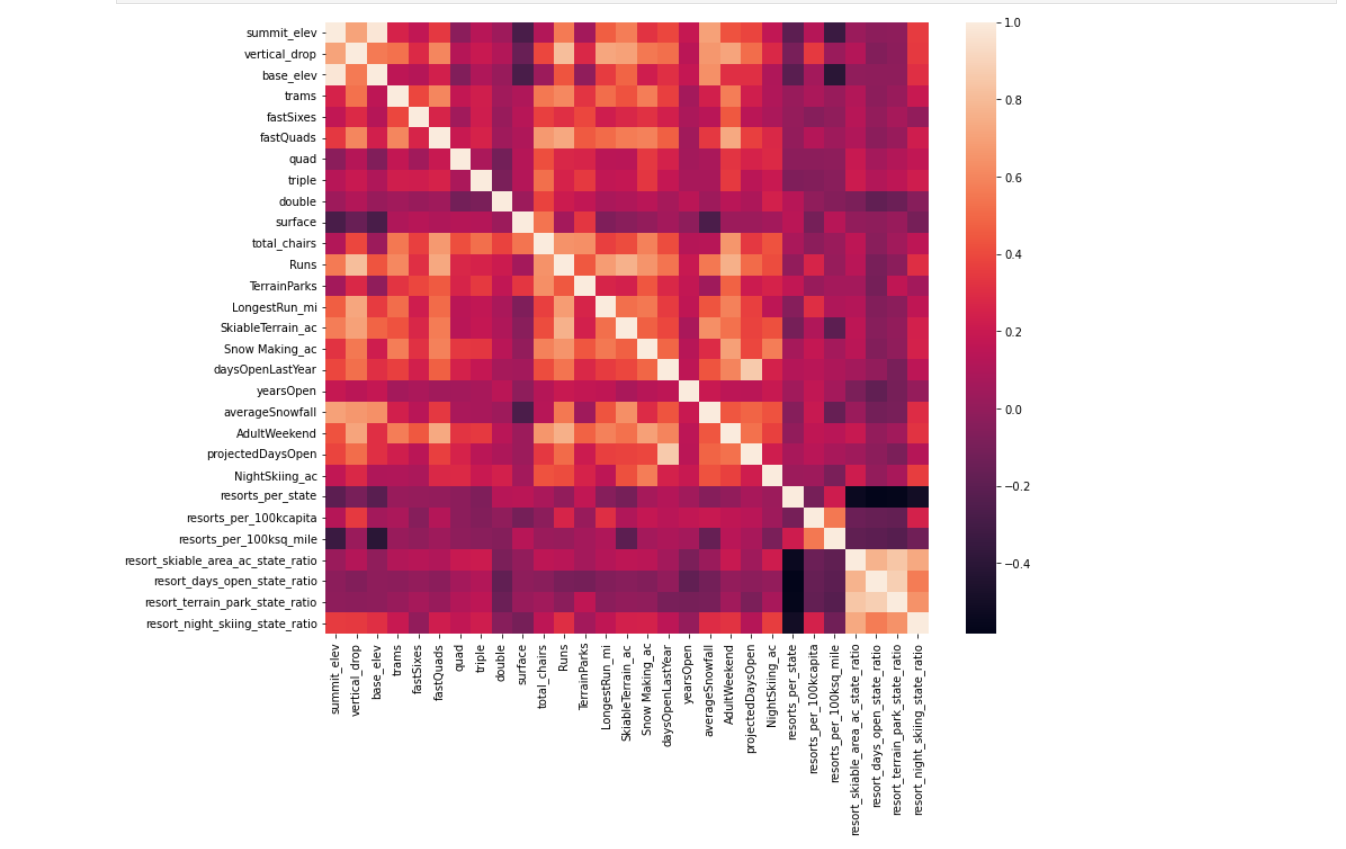 summit_elev
vertical_drop
base_elev
trams
fastSixes
fastQuads
quad
triple
double
surface
total_chairs
Runs
TerrainParks
LongestRun_mi
SkiableTerrain_ac
Snow Making_ac
daysOpenLastYear
yearsOpen
averageSnowfall
AdultWeekend
projectedDaysOpen
NightSkiing_ac
resorts_per_state
resorts_per_100kcapita
resorts_per_100ksq_mile
resort_skiable_area_ac_state_ratio
resort_days_open_state_ratio
resort_terrain_park_state_ratio
resort_night_skiing_state_ratio
summit_elev
vertical_drop
base_elev
trams
fastSixes
fastQuads
quad
triple
double
surface
total_chairs
Runs
TerrainParks
LongestRun_mi
SkiableTerrain_ac
Snow Making_ac
daysOpenLastYear
yearsOpen
averageSnowfall
AdultWeekend
projectedDaysOpen
NightSkiing_ac
resorts_per_state
resorts_per_100kcapita
resorts_per_100ksq_mile
resort_skiable_area_ac_state_ratio
resort_days_open_state_ratio
resort_terrain_park_state_ratio
resort_night_skiing_state_ratio
1.0
0.8
0.6
0.4
0.2
0.0
−0.2
−0.4